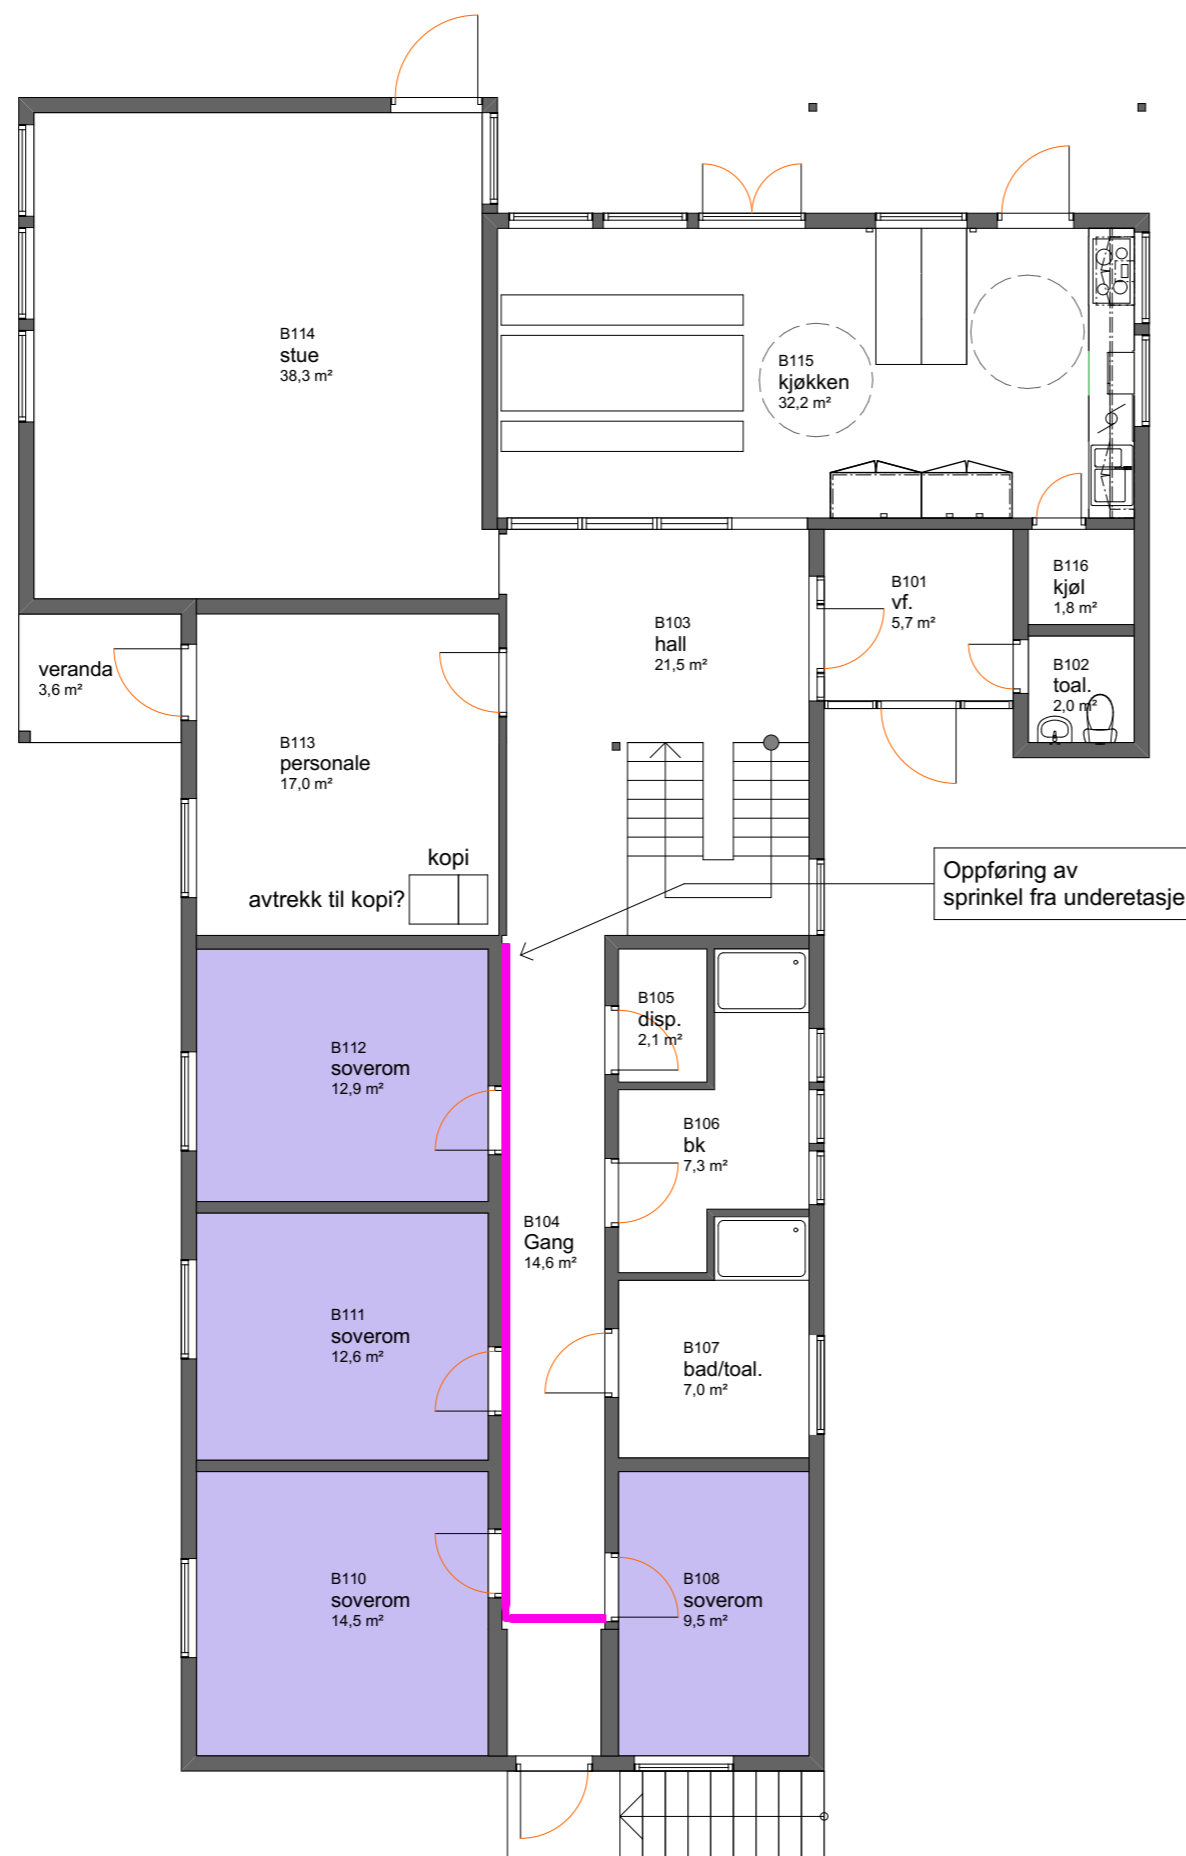 B114
stue
38,3 m²
B115
kjøkken
32,2 m²
B116
kjøl
1,8 m²
B101
vf.
5,7 m²
B103
hall
21,5 m²
B102
toal.
2,0 m²
veranda
3,6 m²
B113
personale
17,0 m²
kopi
avtrekk til kopi?
Oppføring av
sprinkel fra underetasje
B105
disp.
2,1 m²
B112
soverom
12,9 m²
B106
bk
7,3 m²
B104
Gang
14,6 m²
B111
soverom
12,6 m²
B107
bad/toal.
7,0 m²
B110
soverom
14,5 m²
B108
soverom
9,5 m²